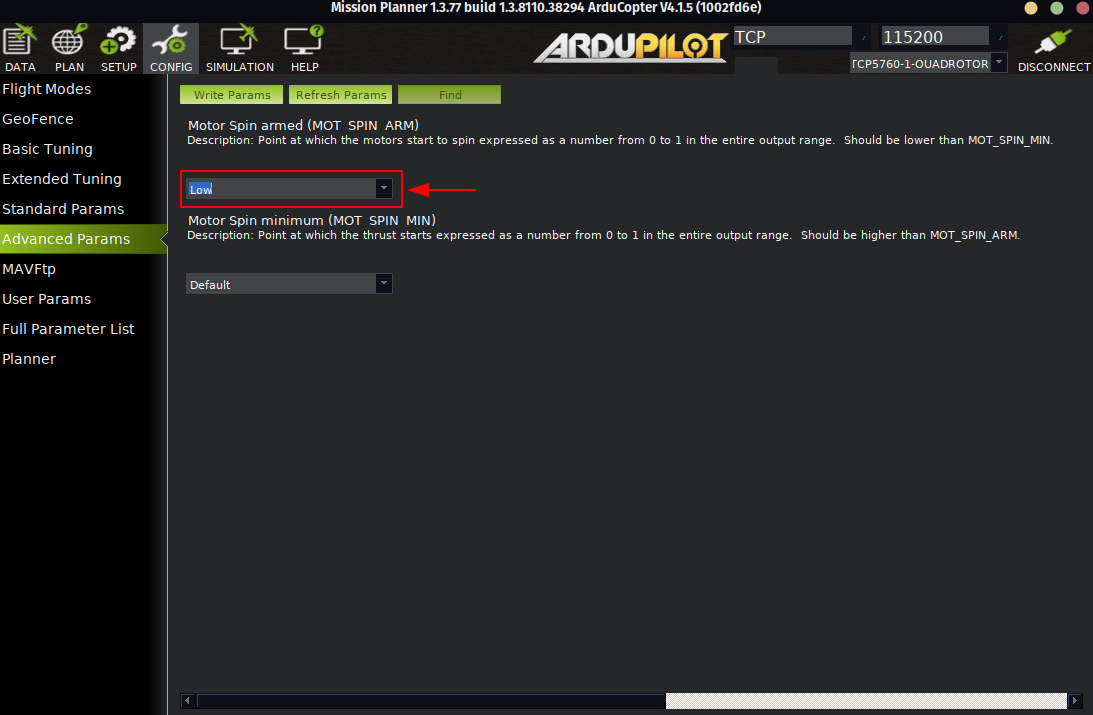 Mission Planner 1.3.77 build 1.3.8110.38294 ArduCopter V4.1.5 (1002fd6e)
DATA PLAN SETUP CONFIG SIMULATION HELP
ARDUPILOT
TCP 115200
TCP5760-1-QUADROTOR
DISCONNECT
Flight Modes
GeoFence
Basic Tuning
Extended Tuning
Standard Params
Advanced Params
MAVFtp
User Params
Full Parameter List
Planner
Write Params Refresh Params Find
Motor Spin armed (MOT_SPIN_ARM)
Description: Point at which the motors start to spin expressed as a number from 0 to 1 in the entire output range.  Should be lower than MOT_SPIN_MIN.
Low
Motor Spin minimum (MOT_SPIN_MIN)
Description: Point at which the thrust starts expressed as a number from 0 to 1 in the entire output range.  Should be higher than MOT_SPIN_ARM.
Default